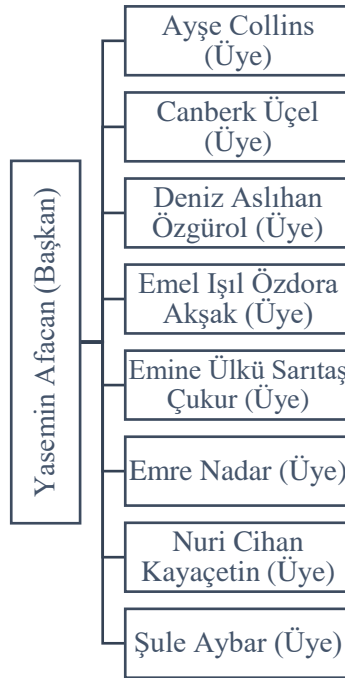 Yasemin Afacan (Başkan)
Ayşe Collins
(Üye)
Canberk Üçel
(Üye)
Deniz Aslıhan
Özgürol (Üye)
Emel Işıl Özdora
Akşak (Üye)
Emine Ülkü Sarıtaş
Çukur (Üye)
Emre Nadar (Üye)
Nuri Cihan
Kayaçetin (Üye)
Şule Aybar (Üye)